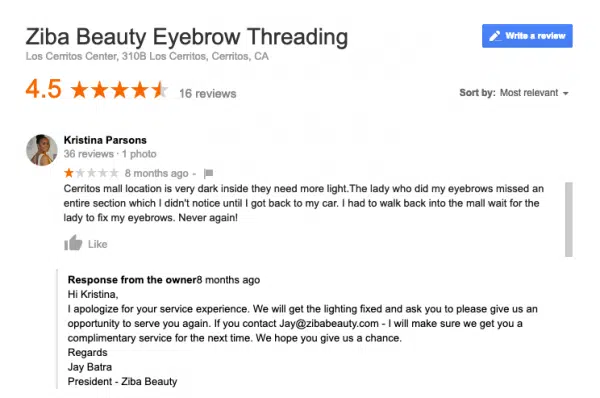 Ziba Beauty Eyebrow Threading
Write a review
Los Cerritos Center, 310B Los Cerritos, Cerritos, CA
4.5 16 reviews
Sort by: Most relevant
Kristina Parsons
36 reviews · 1 photo
8 months ago -
Cerritos mall location is very dark inside they need more light.The lady who did my eyebrows missed an
entire section which I didn't notice until I got back to my car. I had to walk back into the mall wait for the
lady to fix my eyebrows. Never again!
Like
Response from the owner8 months ago
Hi Kristina,
I apologize for your service experience. We will get the lighting fixed and ask you to please give us an
opportunity to serve you again. If you contact Jay@zibabeauty.com - I will make sure we get you a
complimentary service for the next time. We hope you give us a chance.
Regards
Jay Batra
President - Ziba Beauty